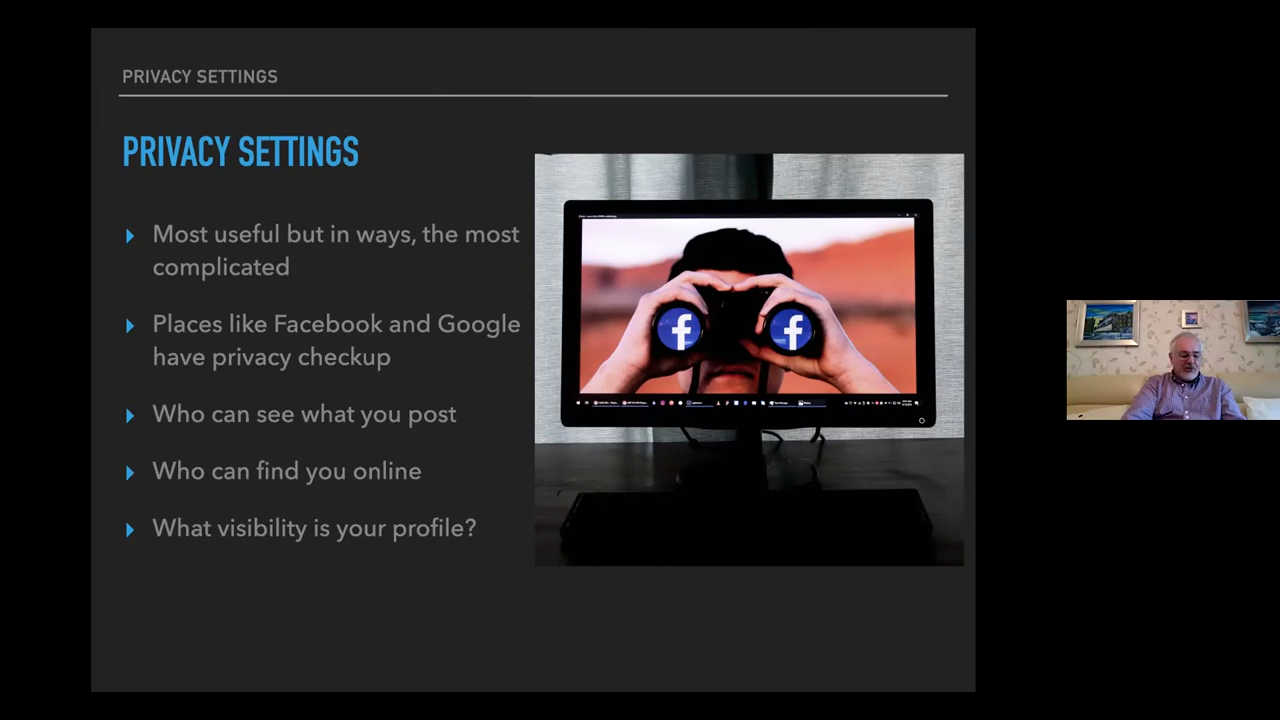 PRIVACY SETTINGS
PRIVACY SETTINGS
Most useful but in ways, the most
complicated
Places like Facebook and Google
have privacy checkup
Who can see what you post
Who can find you online
What visibility is your profile?
f f